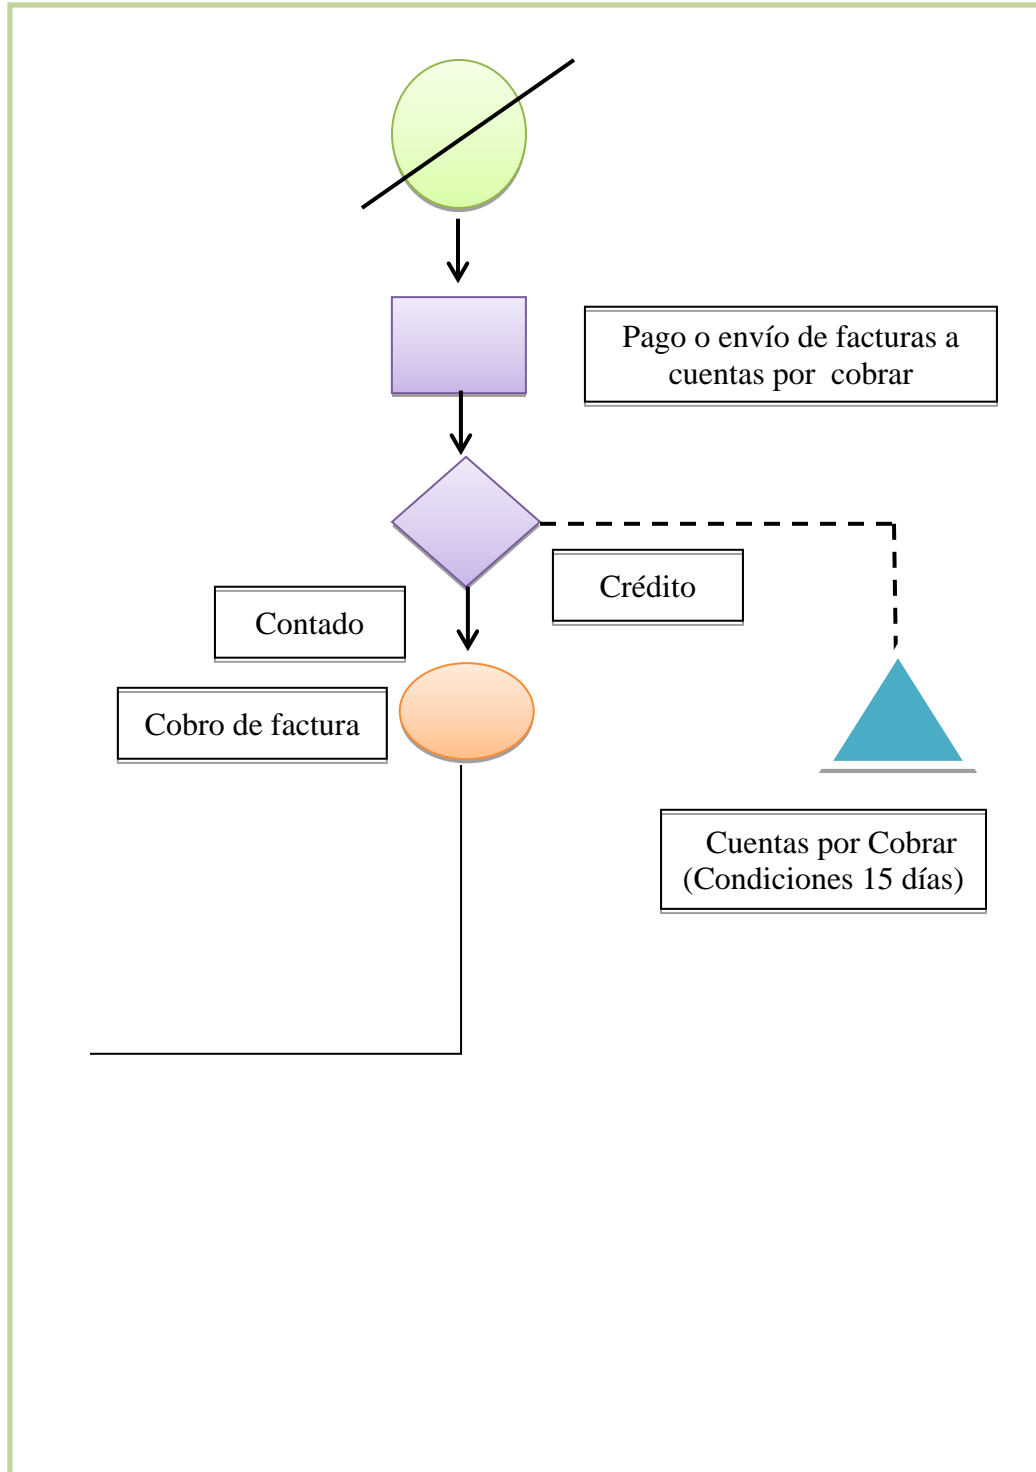 Pago o envío de facturas a
cuentas por cobrar
Crédito
Contado
Cobro de factura
Cuentas por Cobrar
(Condiciones 15 días)